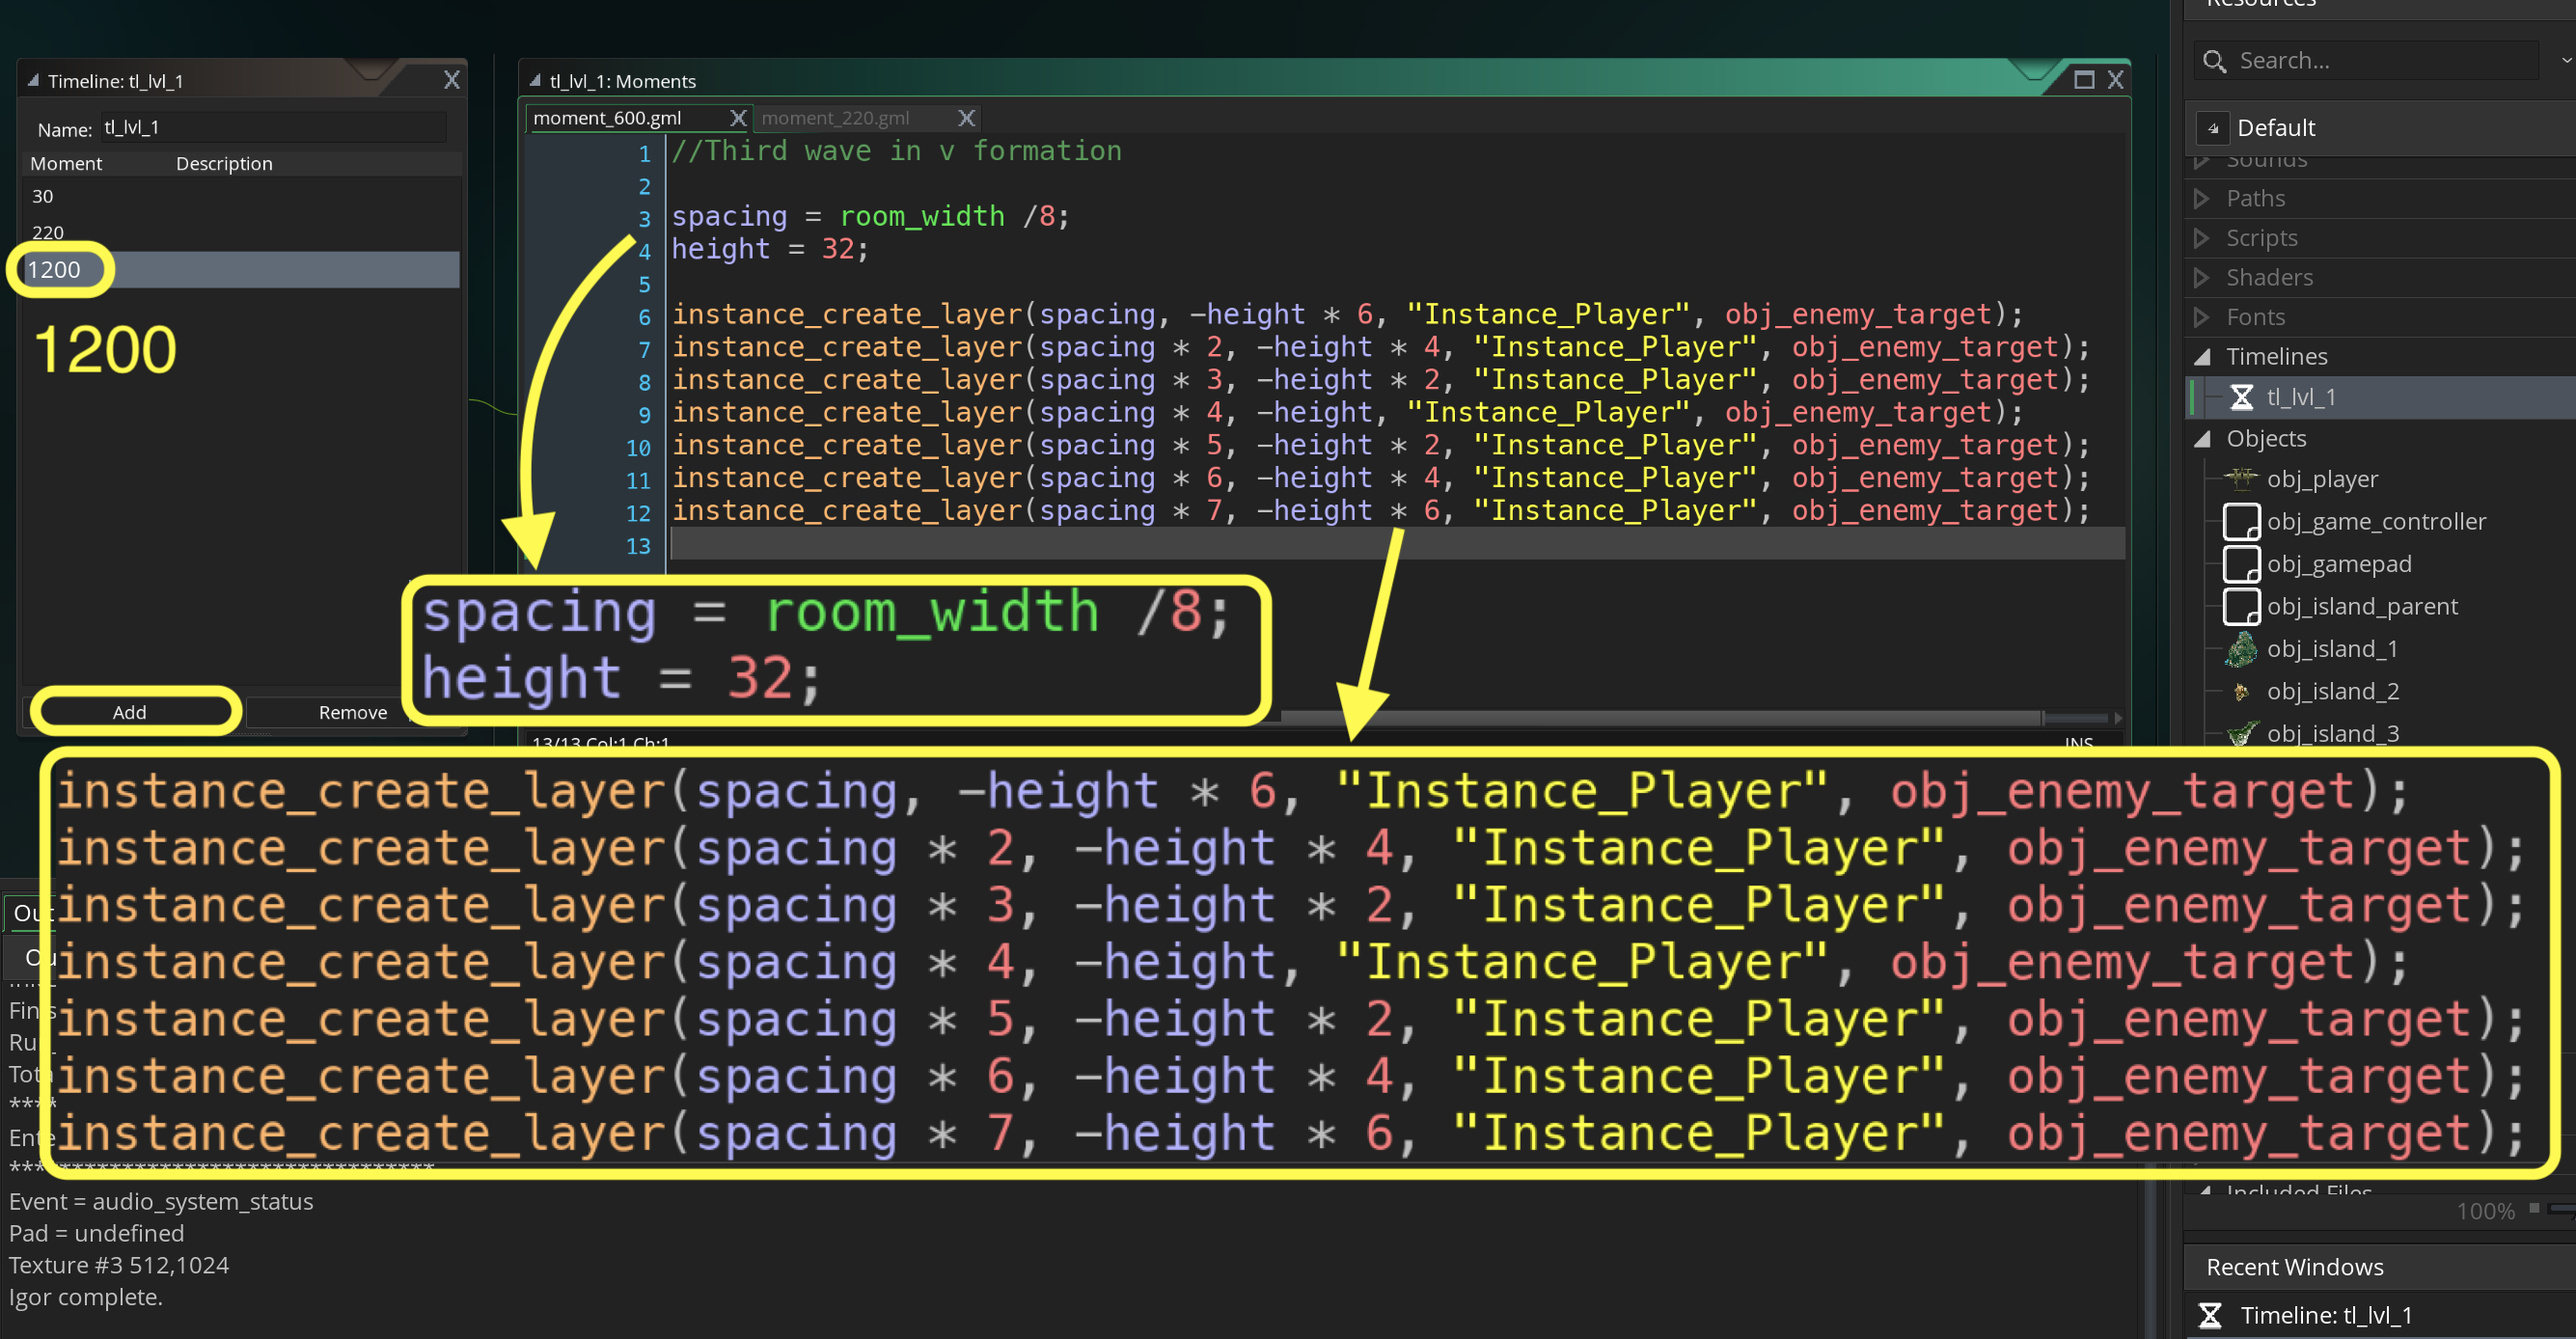 Resources
Timeline: tl_lvl_1
X
Name: tl_lvl_1
Moment Description
30
220
1200
1200
Add Remove
tl_lvl_1: Moments
X
moment_600.gml X moment_220.gml X
1 //Third wave in v formation
2
3 spacing = room_width /8;
4 height = 32;
5
6 instance_create_layer(spacing, -height * 6, "Instance_Player", obj_enemy_target);
7 instance_create_layer(spacing * 2, -height * 4, "Instance_Player", obj_enemy_target);
8 instance_create_layer(spacing * 3, -height * 2, "Instance_Player", obj_enemy_target);
9 instance_create_layer(spacing * 4, -height, "Instance_Player", obj_enemy_target);
10 instance_create_layer(spacing * 5, -height * 2, "Instance_Player", obj_enemy_target);
11 instance_create_layer(spacing * 6, -height * 4, "Instance_Player", obj_enemy_target);
12 instance_create_layer(spacing * 7, -height * 6, "Instance_Player", obj_enemy_target);
13
spacing = room_width /8;
height = 32;
13/13 Col:1 Ch:1 INS
instance_create_layer(spacing, -height * 6, "Instance_Player", obj_enemy_target);
instance_create_layer(spacing * 2, -height * 4, "Instance_Player", obj_enemy_target);
instance_create_layer(spacing * 3, -height * 2, "Instance_Player", obj_enemy_target);
instance_create_layer(spacing * 4, -height, "Instance_Player", obj_enemy_target);
instance_create_layer(spacing * 5, -height * 2, "Instance_Player", obj_enemy_target);
instance_create_layer(spacing * 6, -height * 4, "Instance_Player", obj_enemy_target);
instance_create_layer(spacing * 7, -height * 6, "Instance_Player", obj_enemy_target);
Event = audio_system_status
Pad = undefined
Texture #3 512,1024
Igor complete.
Search...
Default
Sounds
Paths
Scripts
Shaders
Fonts
Timelines
tl_lvl_1
Objects
obj_player
obj_game_controller
obj_gamepad
obj_island_parent
obj_island_1
obj_island_2
obj_island_3
Included Files
100%
Recent Windows
Timeline: tl_lvl_1